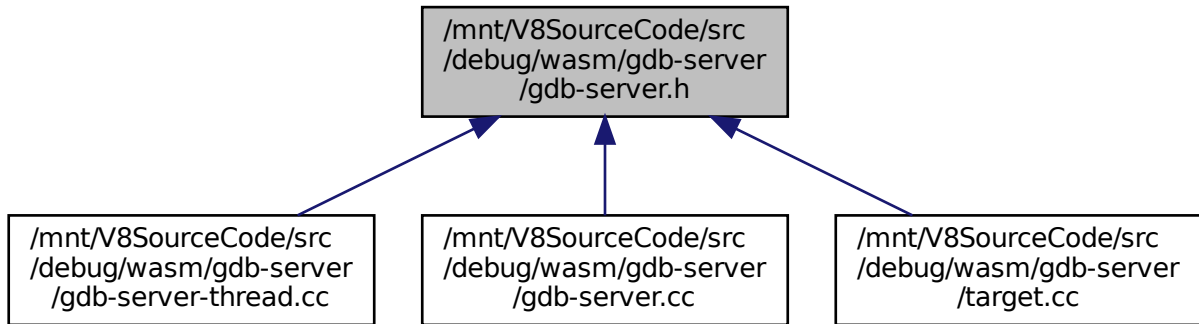 /mnt/V8SourceCode/src
/debug/wasm/gdb-server
/gdb-server.h
/mnt/V8SourceCode/src
/debug/wasm/gdb-server
/gdb-server-thread.cc
/mnt/V8SourceCode/src
/debug/wasm/gdb-server
/gdb-server.cc
/mnt/V8SourceCode/src
/debug/wasm/gdb-server
/target.cc